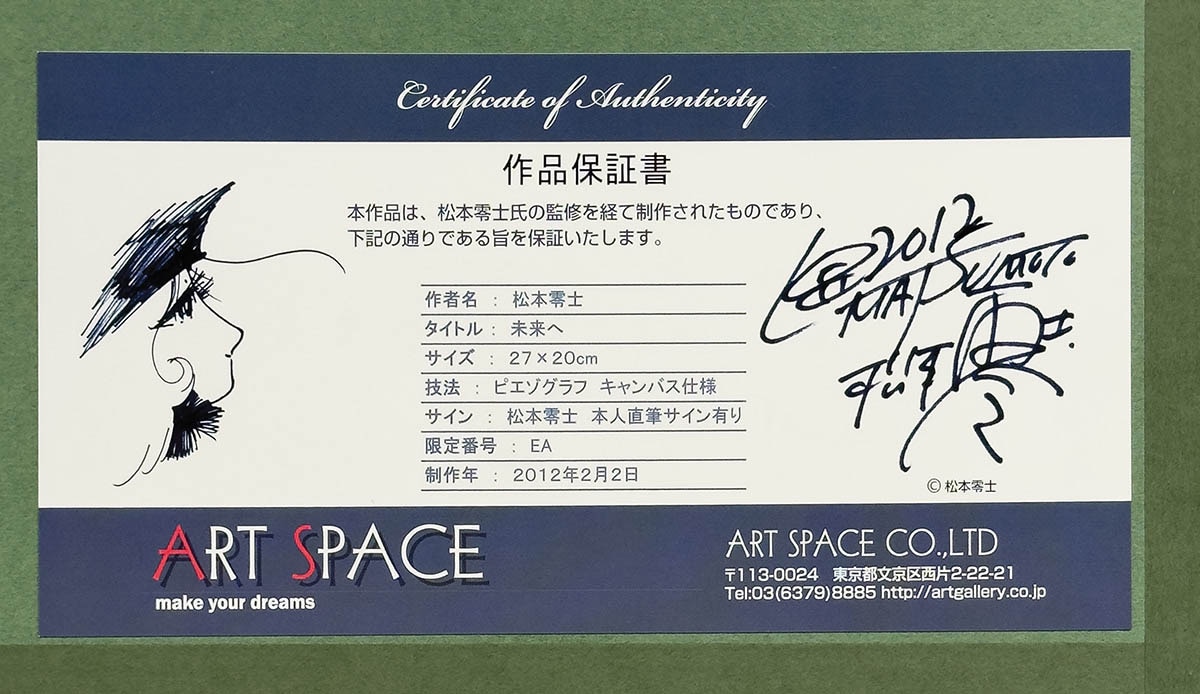 Certificate of Authenticity
作品保証書
本作品は、松本零士氏の監修を経て制作されたものであり、
下記の通りである旨を保証いたします。
作者名 : 松本零士
タイトル : 未来へ
サイズ : 27×20cm
技法 : ピエゾグラフ キャンバス仕様
サイン : 松本零士 本人直筆サイン有り
限定番号 : EA
制作年 : 2012年2月2日
2012
MATSUMOTO
© 松本零士
ART SPACE
make your dreams
ART SPACE CO.,LTD
〒113-0024 東京都文京区西片2-22-21
Tel:03(6379)8885 http://artgallery.co.jp